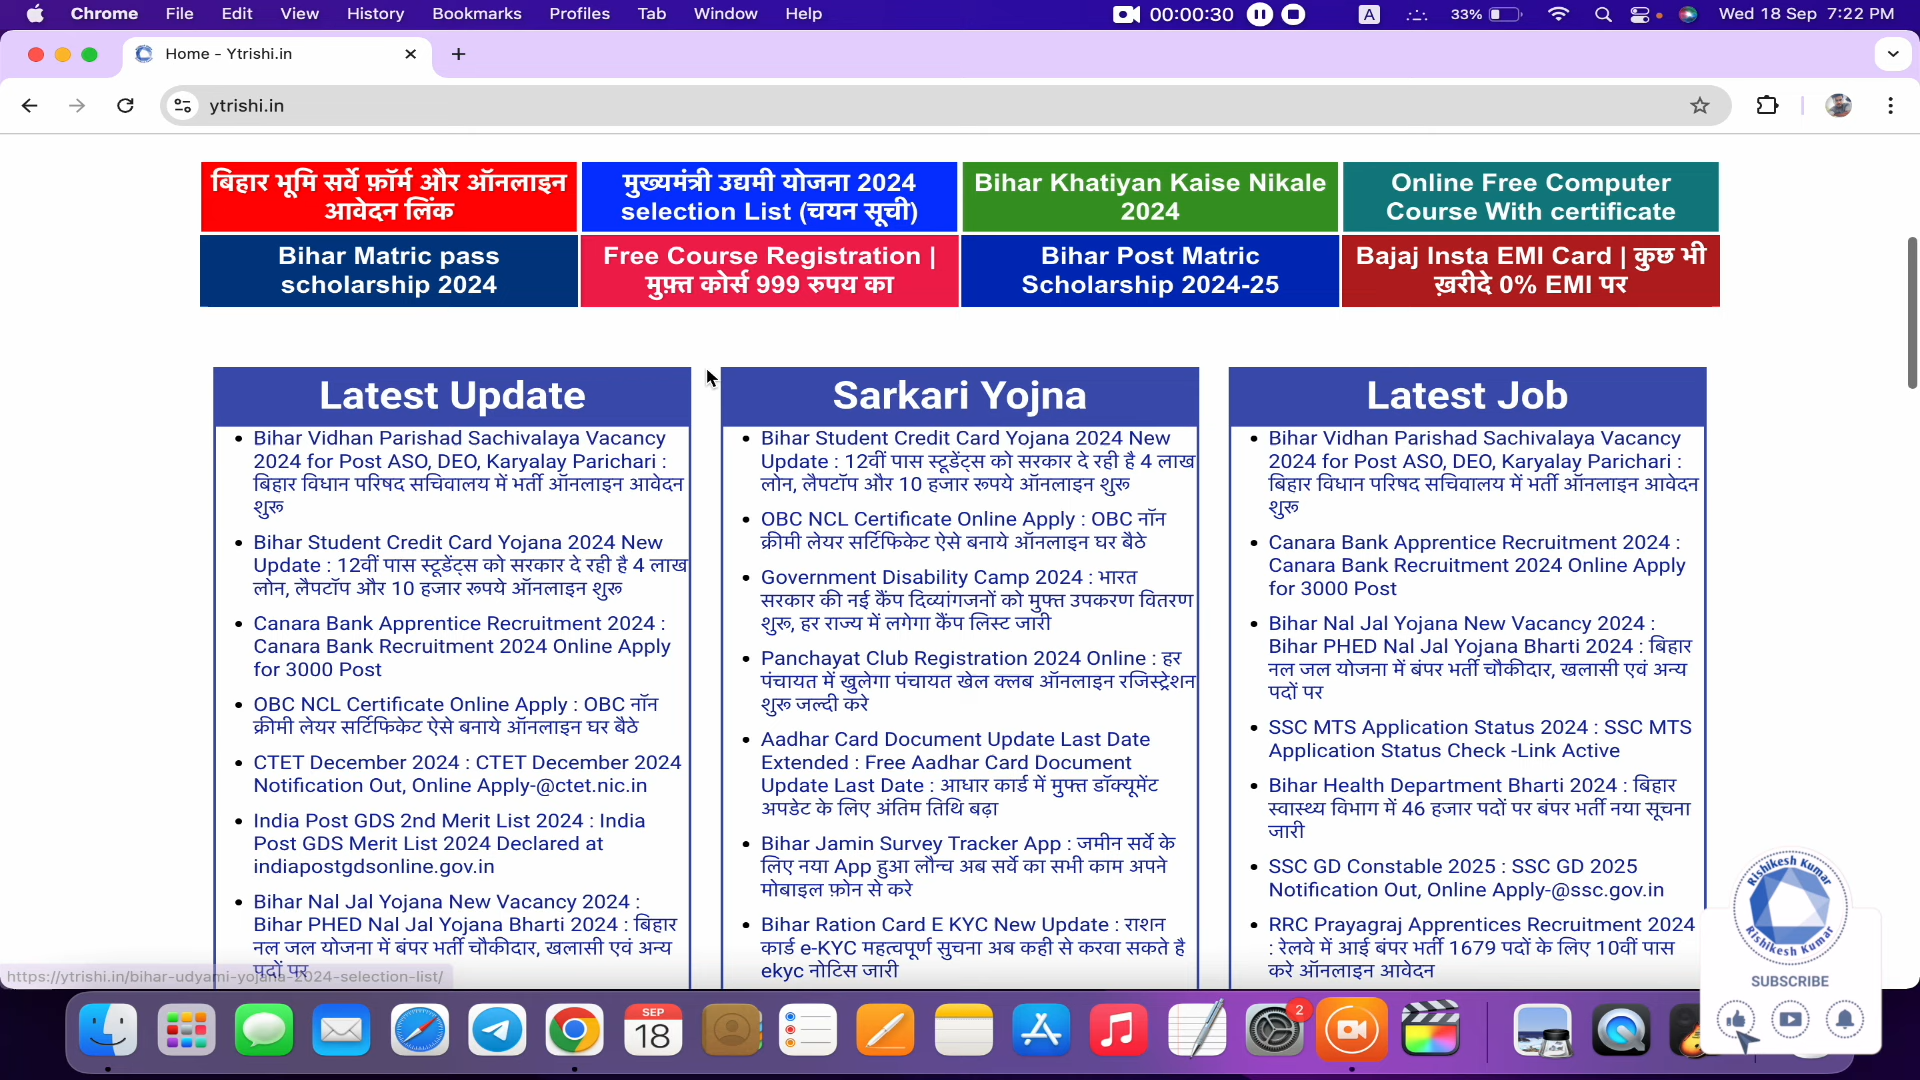 Chrome File Edit View History Bookmarks Profiles Tab Window Help 00:00:30 A 33% Wed 18 Sep 7:22 PM
Home - Ytrishi.in
ytrishi.in
बिहार भूमि सर्वे फ़ॉर्म और ऑनलाइन
आवेदन लिंक
मुख्यमंत्री उद्यमी योजना 2024
selection List (चयन सूची)
Bihar Khatiyan Kaise Nikale
2024
Online Free Computer
Course With certificate
Bihar Matric pass
scholarship 2024
Free Course Registration |
मुफ़्त कोर्स 999 रुपय का
Bihar Post Matric
Scholarship 2024-25
Bajaj Insta EMI Card | कुछ भी
ख़रीदे 0% EMI पर
Latest Update
Bihar Vidhan Parishad Sachivalaya Vacancy
2024 for Post ASO, DEO, Karyalay Parichari :
बिहार विधान परिषद सचिवालय में भर्ती ऑनलाइन आवेदन
शुरू
Bihar Student Credit Card Yojana 2024 New
Update : 12वीं पास स्टूडेंट्स को सरकार दे रही है 4 लाख
लोन, लैपटॉप और 10 हजार रूपये ऑनलाइन शुरू
Canara Bank Apprentice Recruitment 2024 :
Canara Bank Recruitment 2024 Online Apply
for 3000 Post
OBC NCL Certificate Online Apply : OBC नॉन
क्रीमी लेयर सर्टिफिकेट ऐसे बनाये ऑनलाइन घर बैठे
CTET December 2024 : CTET December 2024
Notification Out, Online Apply-@ctet.nic.in
India Post GDS 2nd Merit List 2024 : India
Post GDS Merit List 2024 Declared at
indiapostgdsonline.gov.in
Bihar Nal Jal Yojana New Vacancy 2024 :
Bihar PHED Nal Jal Yojana Bharti 2024 : बिहार
नल जल योजना में बंपर भर्ती चौकीदार, खलासी एवं अन्य
पदों पर
Sarkari Yojna
Bihar Student Credit Card Yojana 2024 New
Update : 12वीं पास स्टूडेंट्स को सरकार दे रही है 4 लाख
लोन, लैपटॉप और 10 हजार रूपये ऑनलाइन शुरू
OBC NCL Certificate Online Apply : OBC नॉन
क्रीमी लेयर सर्टिफिकेट ऐसे बनाये ऑनलाइन घर बैठे
Government Disability Camp 2024 : भारत
सरकार की नई कैंप दिव्यांगजनों को मुफ्त उपकरण वितरण
शुरू, हर राज्य में लगेगा कैंप लिस्ट जारी
Panchayat Club Registration 2024 Online : हर
पंचायत में खुलेगा पंचायत खेल क्लब ऑनलाइन रजिस्ट्रेशन
शुरू जल्दी करे
Aadhar Card Document Update Last Date
Extended : Free Aadhar Card Document
Update Last Date : आधार कार्ड में मुफ्त डॉक्यूमेंट
अपडेट के लिए अंतिम तिथि बढ़ा
Bihar Jamin Survey Tracker App : जमीन सर्वे के
लिए नया App हुआ लौन्च अब सर्वे का सभी काम अपने
मोबाइल फ़ोन से करे
Bihar Ration Card E KYC New Update : राशन
कार्ड e-KYC महत्वपूर्ण सुचना अब कही से करवा सकते है
ekyc नोटिस जारी
Latest Job
Bihar Vidhan Parishad Sachivalaya Vacancy
2024 for Post ASO, DEO, Karyalay Parichari :
बिहार विधान परिषद सचिवालय में भर्ती ऑनलाइन आवेदन
शुरू
Canara Bank Apprentice Recruitment 2024 :
Canara Bank Recruitment 2024 Online Apply
for 3000 Post
Bihar Nal Jal Yojana New Vacancy 2024 :
Bihar PHED Nal Jal Yojana Bharti 2024 : बिहार
नल जल योजना में बंपर भर्ती चौकीदार, खलासी एवं अन्य
पदों पर
SSC MTS Application Status 2024 : SSC MTS
Application Status Check -Link Active
Bihar Health Department Bharti 2024 : बिहार
स्वास्थ्य विभाग में 46 हजार पदों पर बंपर भर्ती नया सूचना
जारी
SSC GD Constable 2025 : SSC GD 2025
Notification Out, Online Apply-@ssc.gov.in
RRC Prayagraj Apprentices Recruitment 2024
: रेलवे में आई बंपर भर्ती 1679 पदों के लिए 10वीं पास
करे ऑनलाइन आवेदन
https://ytrishi.in/bihar-udyami-yojana-2024-selection-list/
Rishikesh Kumar
Rishikesh Kumar
SUBSCRIBE
SEP
18
2